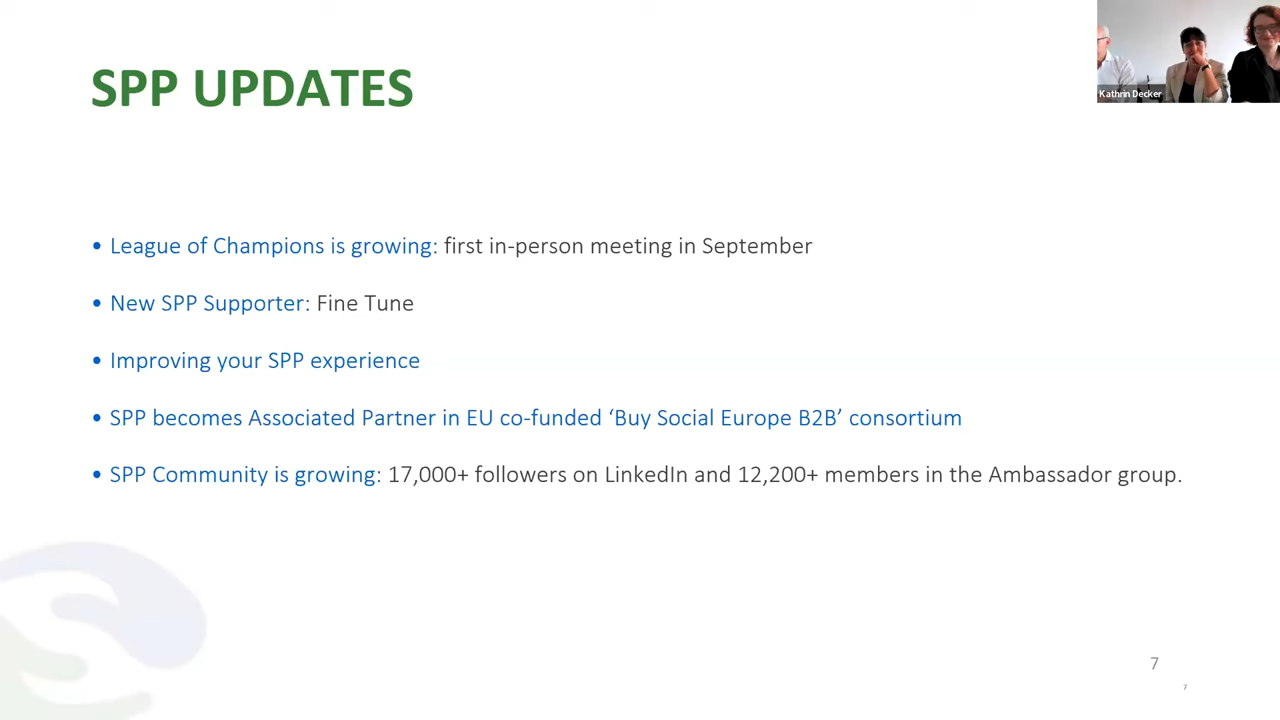 SPP UPDATES
Kathrin Decker
• League of Champions is growing: first in-person meeting in September
• New SPP Supporter: Fine Tune
• Improving your SPP experience
• SPP becomes Associated Partner in EU co-funded ‘Buy Social Europe B2B’ consortium
• SPP Community is growing: 17,000+ followers on LinkedIn and 12,200+ members in the Ambassador group.
7
7